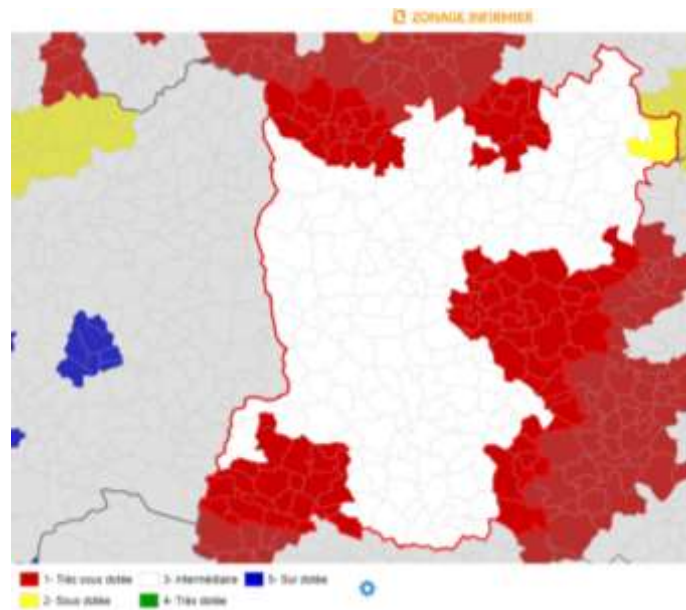 ZONAGE INFIRMIER
1- Très sous dotée 3- Intermédiaire 5- Sur dotée
2- Sous dotée 4- Très dotée